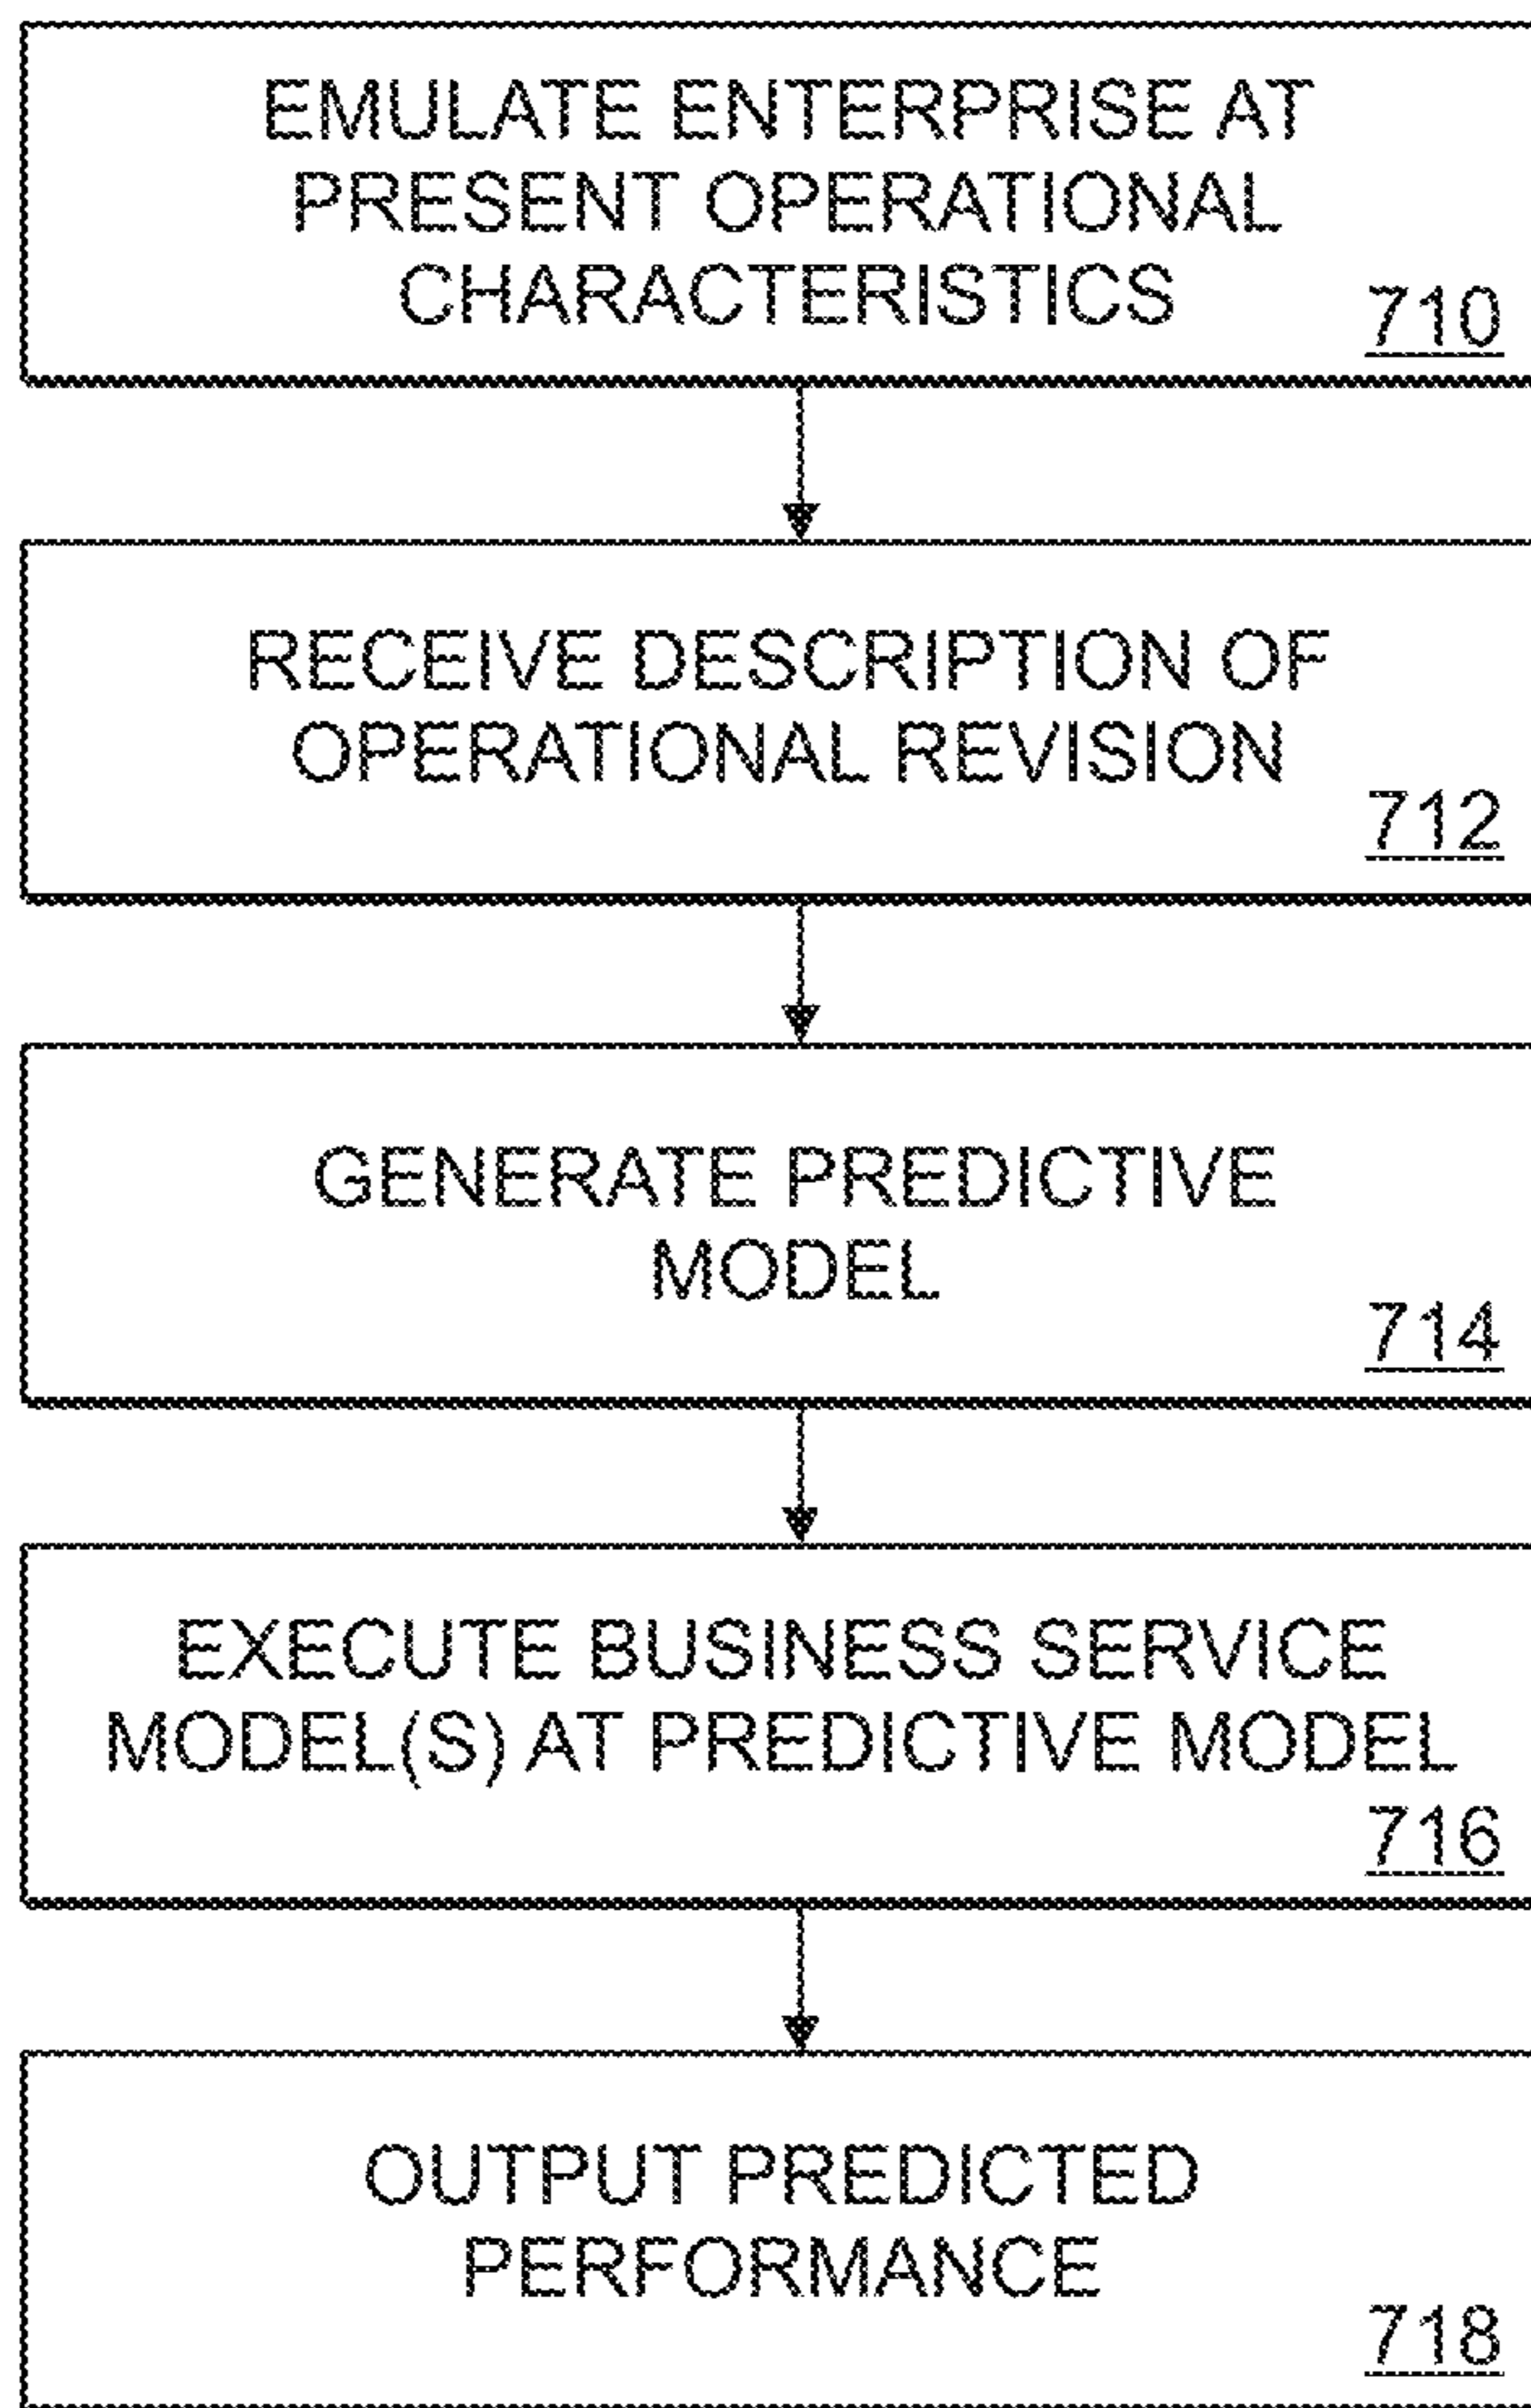 EMULATE ENTERPRISE AT
PRESENT OPERATIONAL
CHARACTERISTICS
710
RECEIVE DESCRIPTION OF
OPERATIONAL REVISION
712
GENERATE PREDICTIVE
MODEL
714
EXECUTE BUSINESS SERVICE
MODEL(S) AT PREDICTIVE MODEL
716
OUTPUT PREDICTED
PERFORMANCE
718